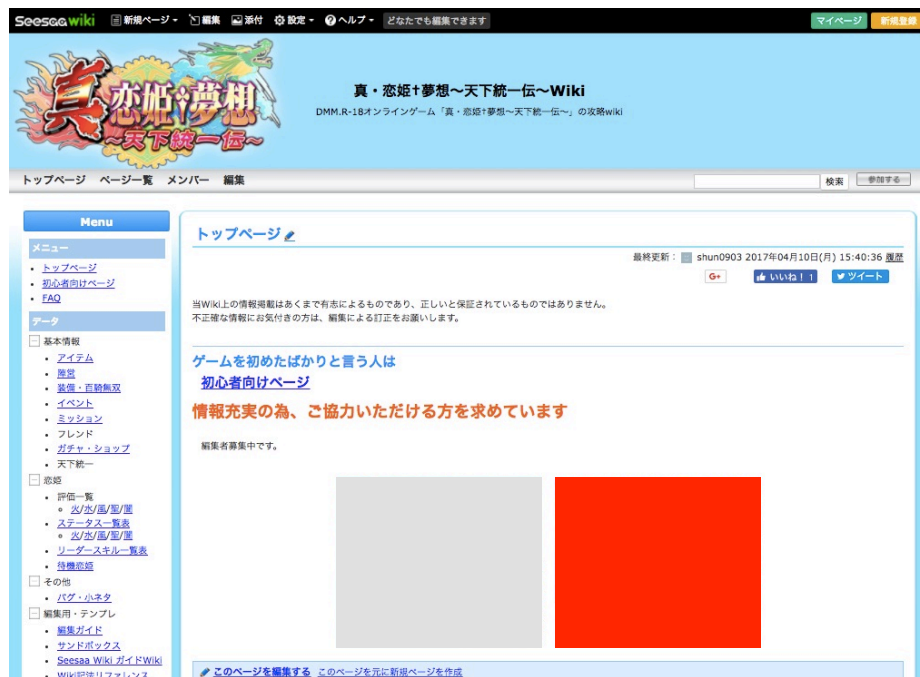 Seesaa wiki 新規ページ 編集 添付 設定 ヘルプ どなたでも編集できます マイページ 新規登録
真・恋姫†夢想
〜天下統一伝〜
真・恋姫†夢想〜天下統一伝〜Wiki
DMM.R-18オンラインゲーム「真・恋姫†夢想〜天下統一伝〜」の攻略wiki
トップページ ページ一覧 メンバー 編集 検索 参加する
Menu
メニュー
トップページ
初心者向けページ
FAQ
データ
基本情報
アイテム
陣営
装備・百騎無双
イベント
ミッション
フレンド
ガチャ・ショップ
天下統一
恋姫
評価一覧
火/水/風/聖/闇
ステータス一覧表
火/水/風/聖/闇
リーダースキル一覧表
待機恋姫
その他
バグ・小ネタ
編集用・テンプレ
編集ガイド
サンドボックス
Seesaa Wiki ガイドWiki
Wiki記法リファレンス
トップページ
最終更新： shun0903 2017年04月10日(月) 15:40:36 履歴
G+ いいね！ 1 ツイート
当Wiki上の情報掲載はあくまで有志によるものであり、正しいと保証されているものではありません。
不正確な情報にお気付きの方は、編集による訂正をお願いします。
ゲームを初めたばかりと言う人は
初心者向けページ
情報充実の為、ご協力いただける方を求めています
編集者募集中です。
このページを編集する このページを元に新規ページを作成